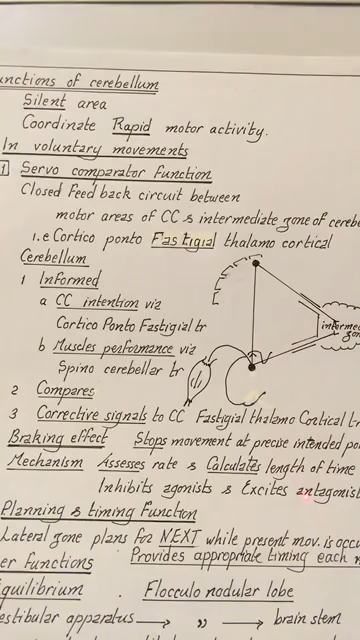 unctions of cerebellum
Silent area
Coordinate Rapid motor activity.
In voluntary movements
1 Servo comparator function
Closed feed back circuit between
motor areas of CC & intermediate zone of cerebe
i.e Cortico ponto Fastigial thalamo cortical
Cerebellum
1 Informed
a CC intention via
Cortico Ponto Fastigial tr
b Muscles performance via
Spino cerebellar tr
intermed
zone
2 Compares
3 Corrective signals to CC Fastigial thalamo Cortical tr
Braking effect Stops movement at precise intended po
Mechanism Assesses rate & Calculates length of time
Inhibits agonists & Excites antagonist
Planning & timing Function
Lateral zone plans for NEXT while present mov. is occu
er functions Provides appropriate timing each m
quilibrium Flocculo nodular lobe
estibular apparatus → " → brain stem